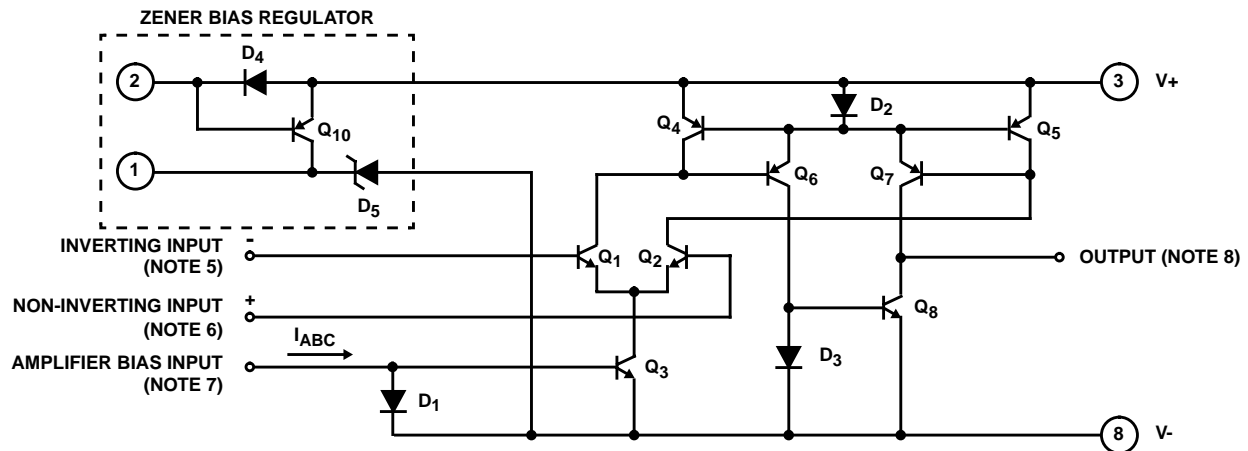 ZENER BIAS REGULATOR
D4
2
3 V+
D2
Q4
Q5
Q10
1
Q6
Q7
D5
INVERTING INPUT -
(NOTE 5)
Q1
Q2
OUTPUT (NOTE 8)
NON-INVERTING INPUT +
(NOTE 6)
Q8
IABC
AMPLIFIER BIAS INPUT
(NOTE 7)
Q3
D3
D1
8 V-